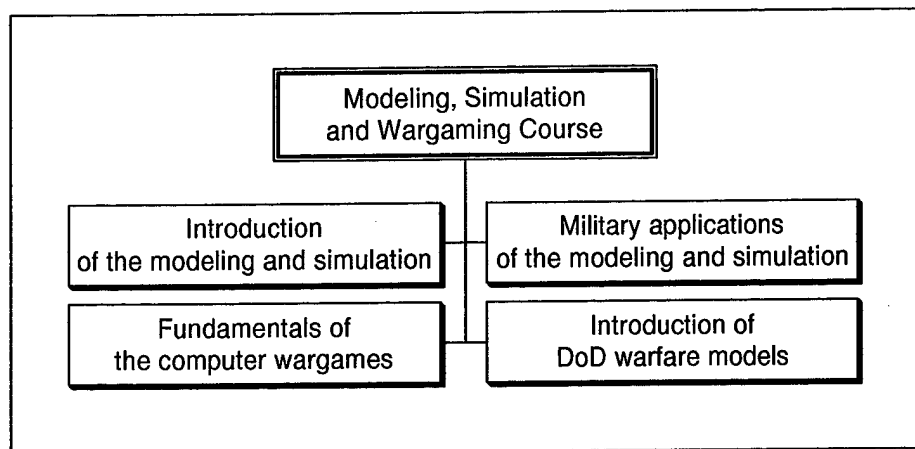 Modeling, Simulation
and Wargaming Course
Introduction
of the modeling and simulation
Military applications
of the modeling and simulation
Fundamentals of
the computer wargames
Introduction of
DoD warfare models